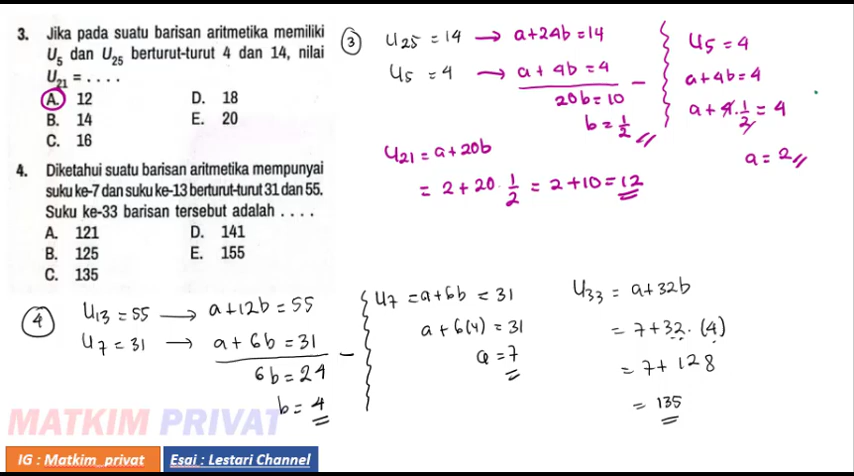 3. Jika pada suatu barisan aritmetika memiliki
U₅ dan U₂₅ berturut-turut 4 dan 14, nilai
U₂₁ = . . . .
A. 12 D. 18
B. 14 E. 20
C. 16
4. Diketahui suatu barisan aritmetika mempunyai
suku ke-7 dan suku ke-13 berturut-turut 31 dan 55.
Suku ke-33 barisan tersebut adalah . . . .
A. 121 D. 141
B. 125 E. 155
C. 135
3 U₂₅ = 14 → a+24b=14
U₅ = 4 → a + 4b = 4 −
20b = 10
b = 1/2
U₅ = 4
a+4b=4
a + 4 . 1/2 = 4
a = 2
U₂₁ = a + 20b
= 2 + 20 . 1/2 = 2 + 10 = 12
4 U₁₃ = 55 → a+12b = 55
U₇ = 31 → a + 6b = 31 −
6b = 24
b = 4
U₇ = a+6b = 31
a + 6(4) = 31
a = 7
U₃₃ = a+32b
= 7 + 32 . (4)
= 7 + 128
= 135
MATKIM PRIVAT
IG : Matkim_privat Esai : Lestari Channel